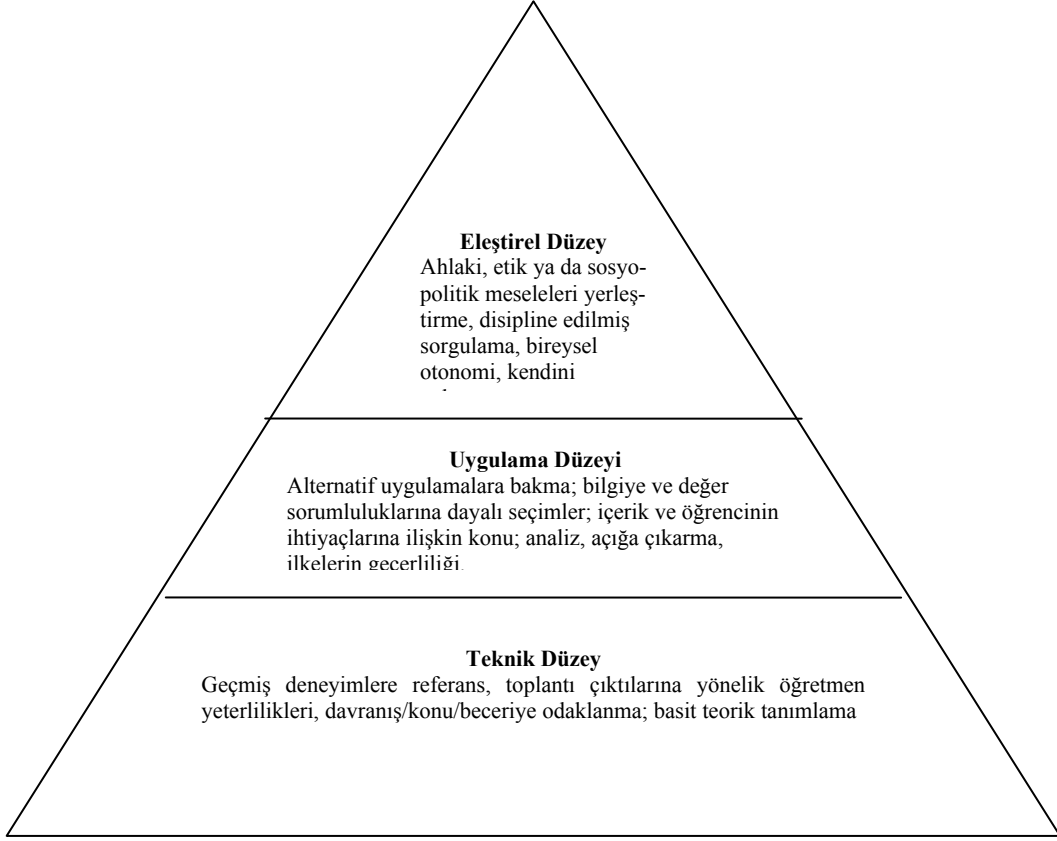 Eleştirel Düzey
Ahlaki, etik ya da sosyo-
politik meseleleri yerleş-
tirme, disipline edilmiş
sorgulama, bireysel
otonomi, kendini
Uygulama Düzeyi
Alternatif uygulamalara bakma; bilgiye ve değer
sorumluluklarına dayalı seçimler; içerik ve öğrencinin
ihtiyaçlarına ilişkin konu; analiz, açığa çıkarma,
ilkelerin geçerliliği.
Teknik Düzey
Geçmiş deneyimlere referans, toplantı çıktılarına yönelik öğretmen
yeterlilikleri, davranış/konu/beceriye odaklanma; basit teorik tanımlama